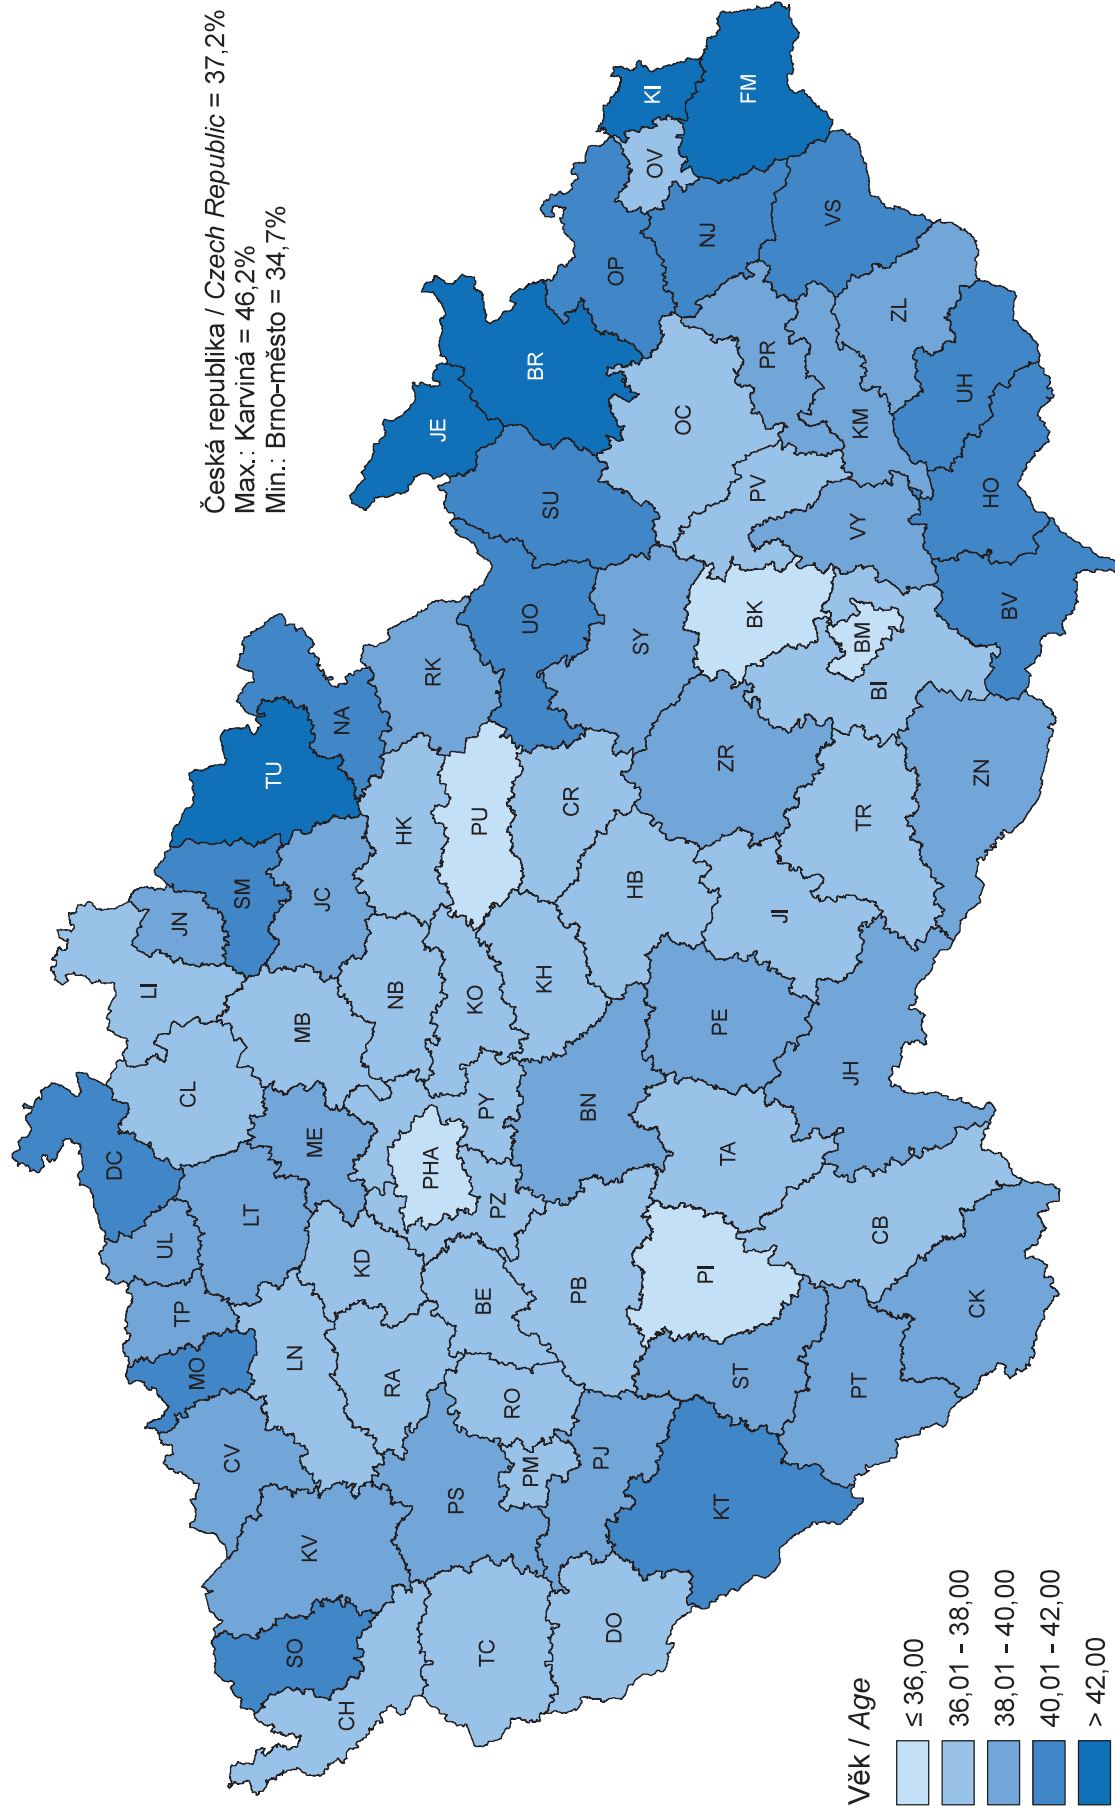 Česká republika / Czech Republic = 37,2%
Max.: Karviná = 46,2%
Min.: Brno-město = 34,7%
DC
LI
UL
JN
TP
CL
MO
CV
SM
LT
TU
SO
LN
MB
KV
ME
JC
NA
CH
KD
RA
NB
HK
PHA
RK
JE
PS
KO
PU
BE
PY
TC
PZ
RO
UO
PM
BR
KH
SU
CR
PB
BN
PJ
DO
OP
HB
SY
KI
OV
OC
PI
NJ
PE
KT
ZR
TA
ST
FM
BK
PV
PR
JI
VS
JH
PT
VY
KM
BM
TR
BI
CB
ZL
UH
CK
ZN
HO
BV
Věk / Age
≤ 36,00
36,01 - 38,00
38,01 - 40,00
40,01 - 42,00
> 42,00